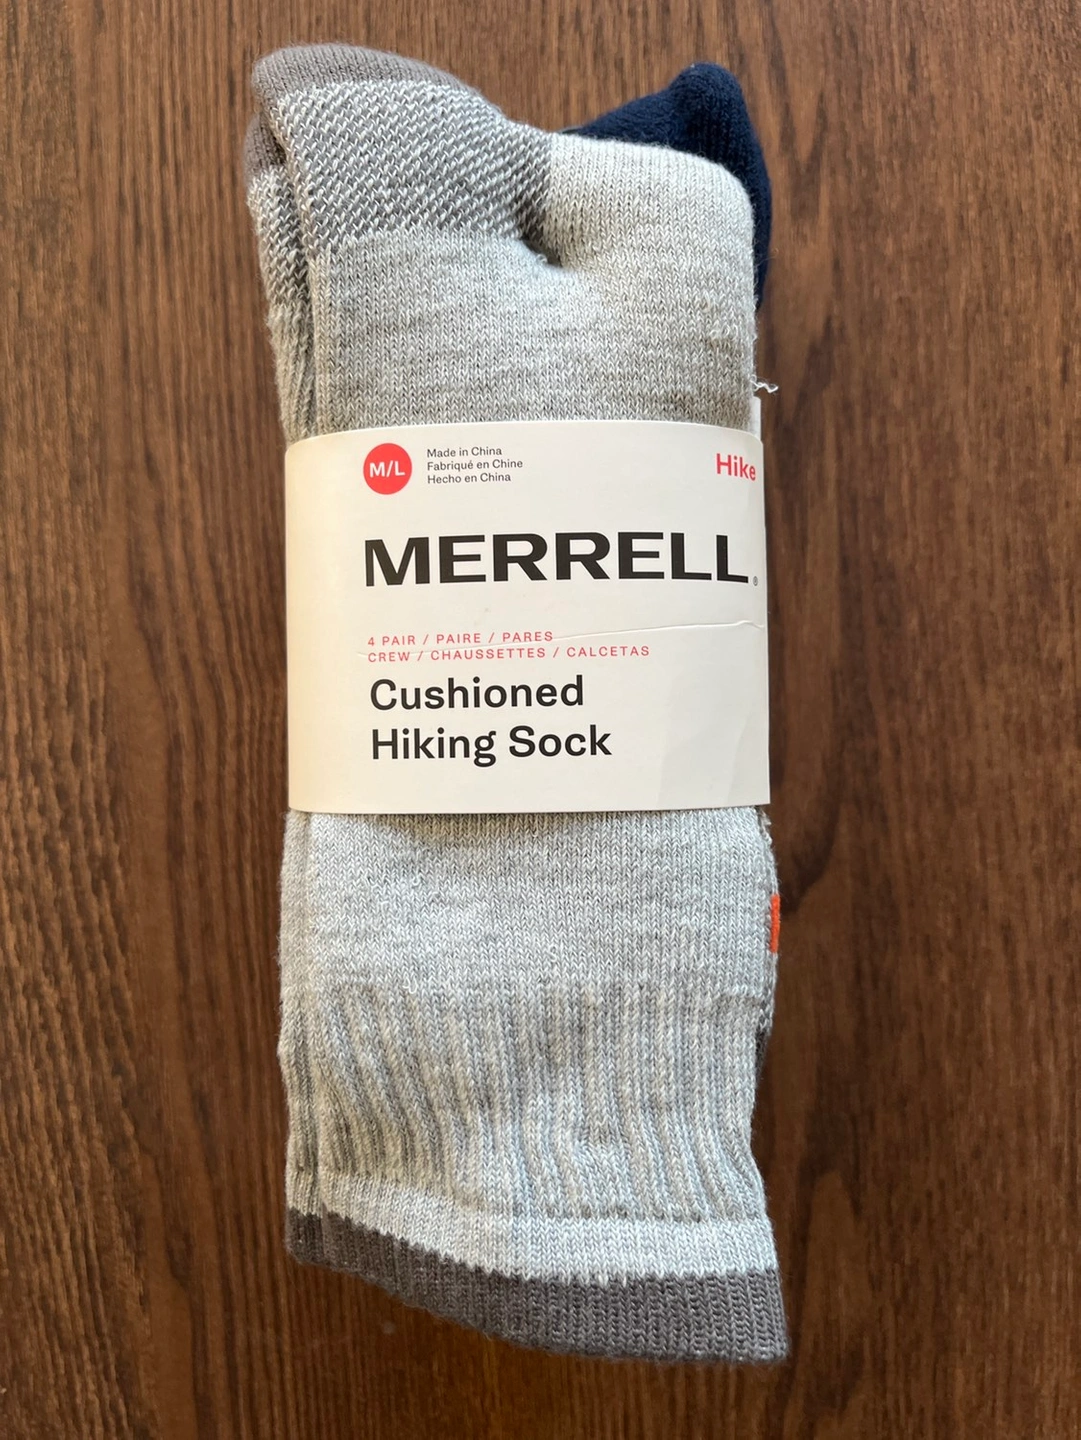 M/L
Made in China
Fabriqué en Chine
Hecho en China
Hike
MERRELL®
4 PAIR / PAIRE / PARES
CREW / CHAUSSETTES / CALCETAS
Cushioned
Hiking Sock